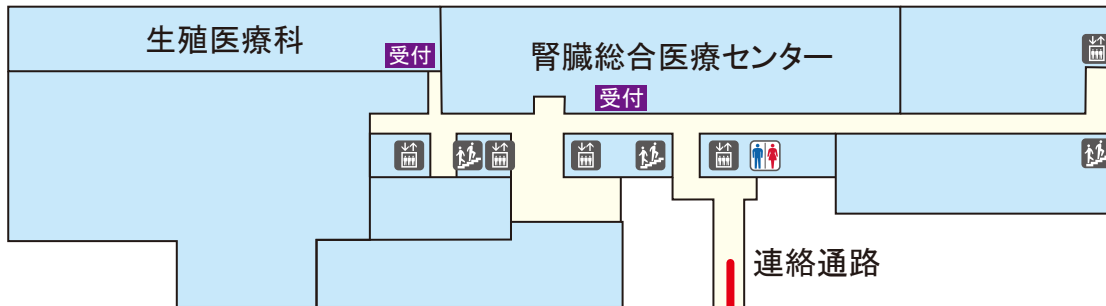 生殖医療科
受付
腎臓総合医療センター
受付
連絡通路